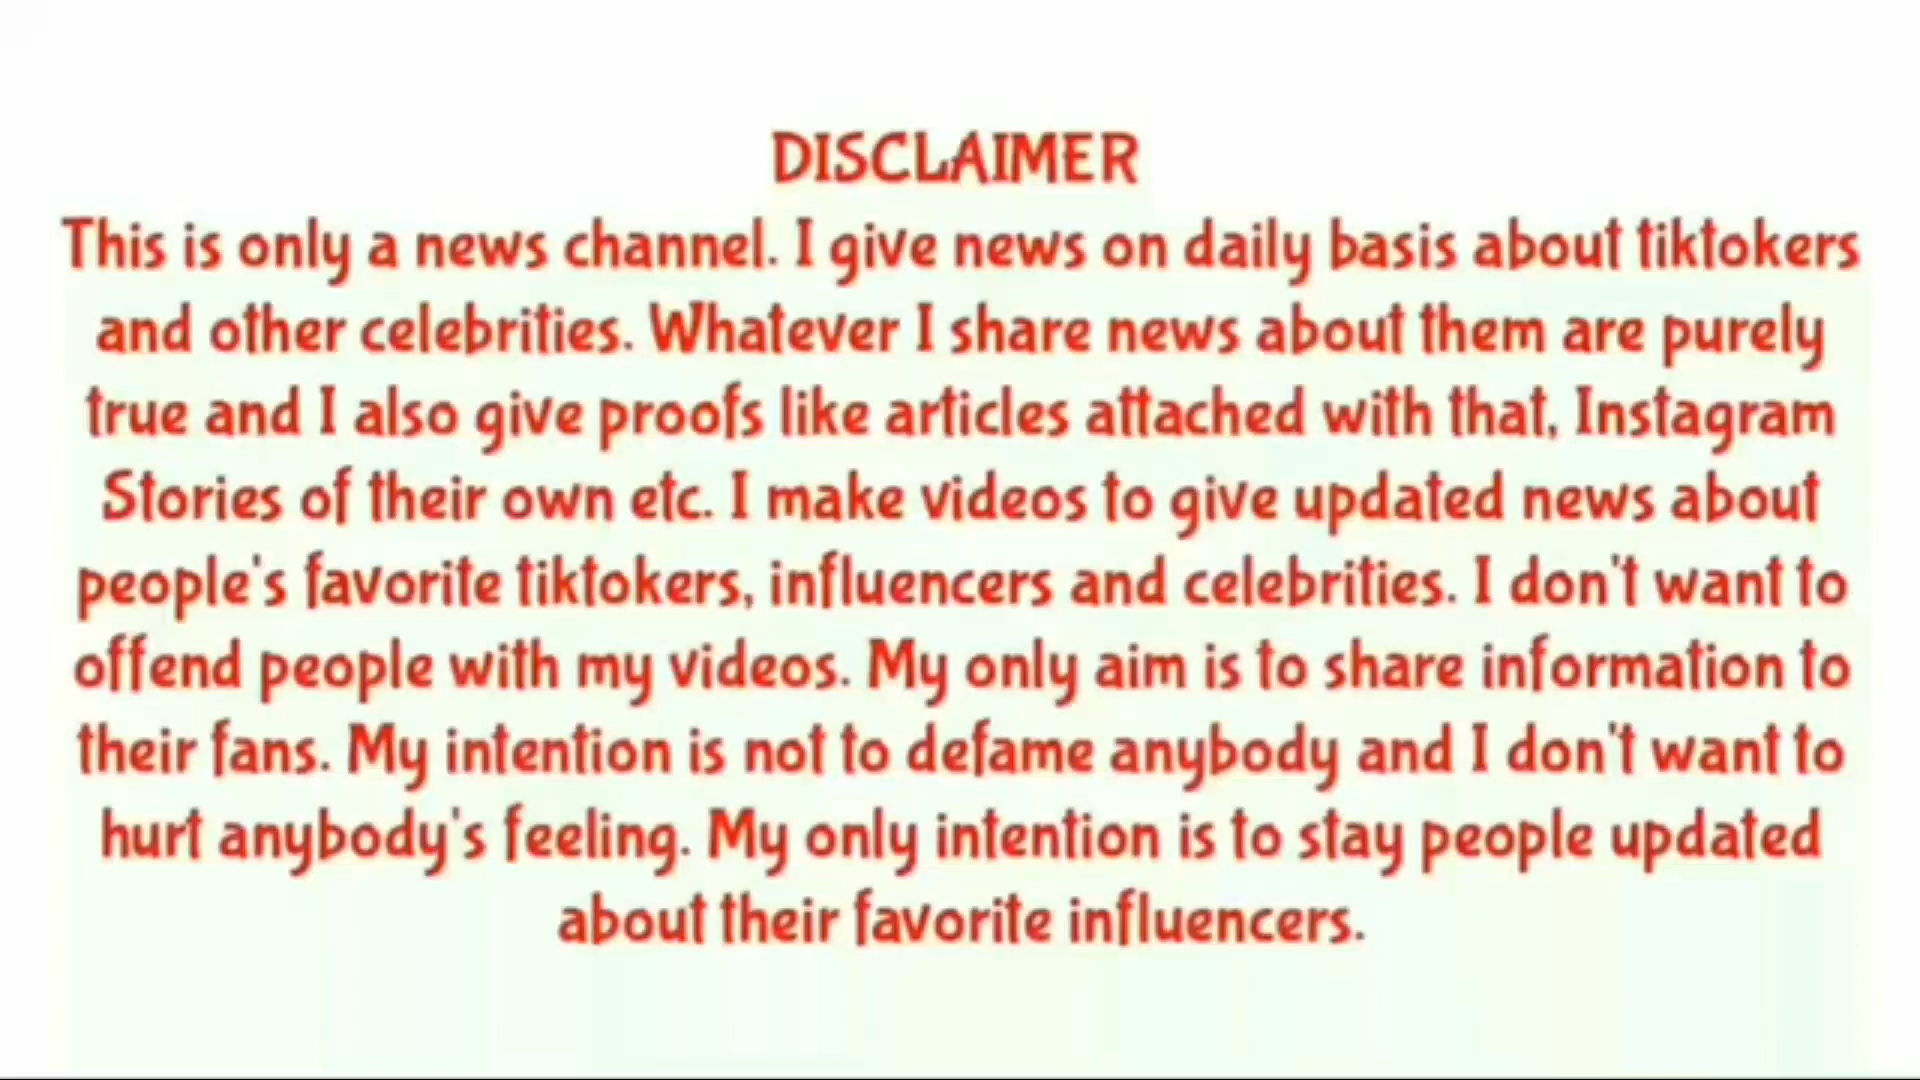 DISCLAIMER
This is only a news channel. I give news on daily basis about tiktokers
and other celebrities. Whatever I share news about them are purely
true and I also give proofs like articles attached with that, Instagram
Stories of their own etc. I make videos to give updated news about
people's favorite tiktokers, influencers and celebrities. I don't want to
offend people with my videos. My only aim is to share information to
their fans. My intention is not to defame anybody and I don't want to
hurt anybody's feeling. My only intention is to stay people updated
about their favorite influencers.